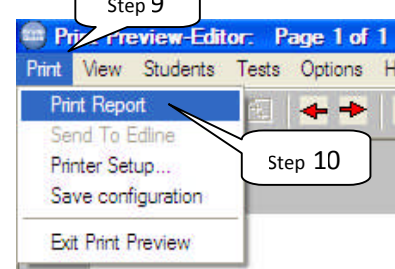 Step 9
Print Preview-Editor: Page 1 of 1
Print View Students Tests Options H
Print Report
Send To Edline
Step 10
Printer Setup...
Save configuration
Exit Print Preview